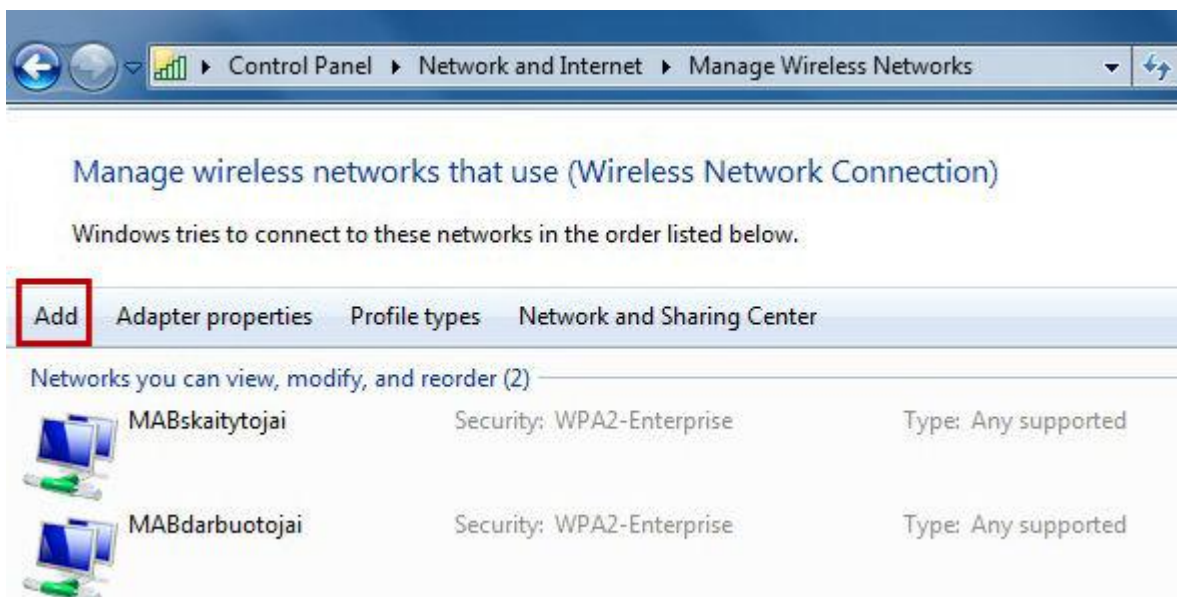 Control Panel Network and Internet Manage Wireless Networks
Manage wireless networks that use (Wireless Network Connection)
Windows tries to connect to these networks in the order listed below.
Add Adapter properties Profile types Network and Sharing Center
Networks you can view, modify, and reorder (2)
MABskaitytojai Security: WPA2-Enterprise Type: Any supported
MABdarbuotojai Security: WPA2-Enterprise Type: Any supported